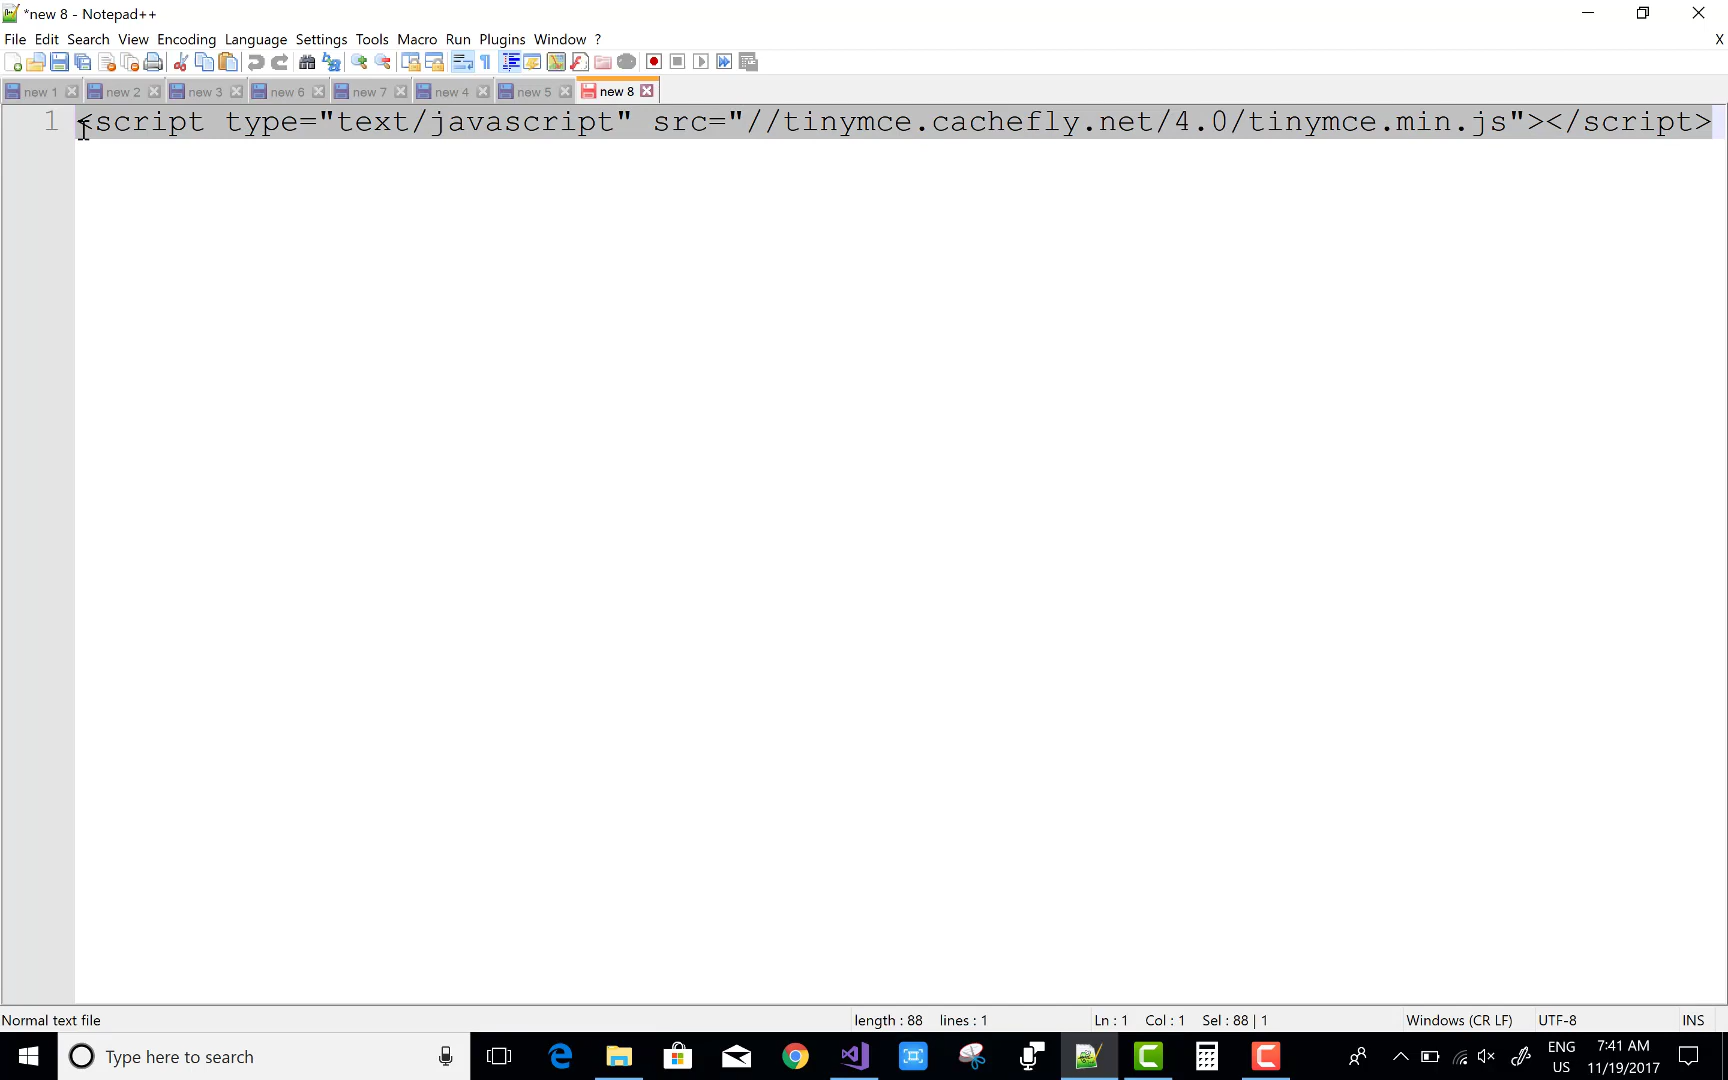 *new 8 - Notepad++
File Edit Search View Encoding Language Settings Tools Macro Run Plugins Window ? X
new 1 new 2 new 3 new 6 new 7 new 4 new 5 new 8
1 <script type="text/javascript" src="//tinymce.cachefly.net/4.0/tinymce.min.js"></script>
Normal text file length : 88 lines : 1 Ln : 1 Col : 1 Sel : 88 | 1 Windows (CR LF) UTF-8 INS
Type here to search ENG 7:41 AM
US 11/19/2017